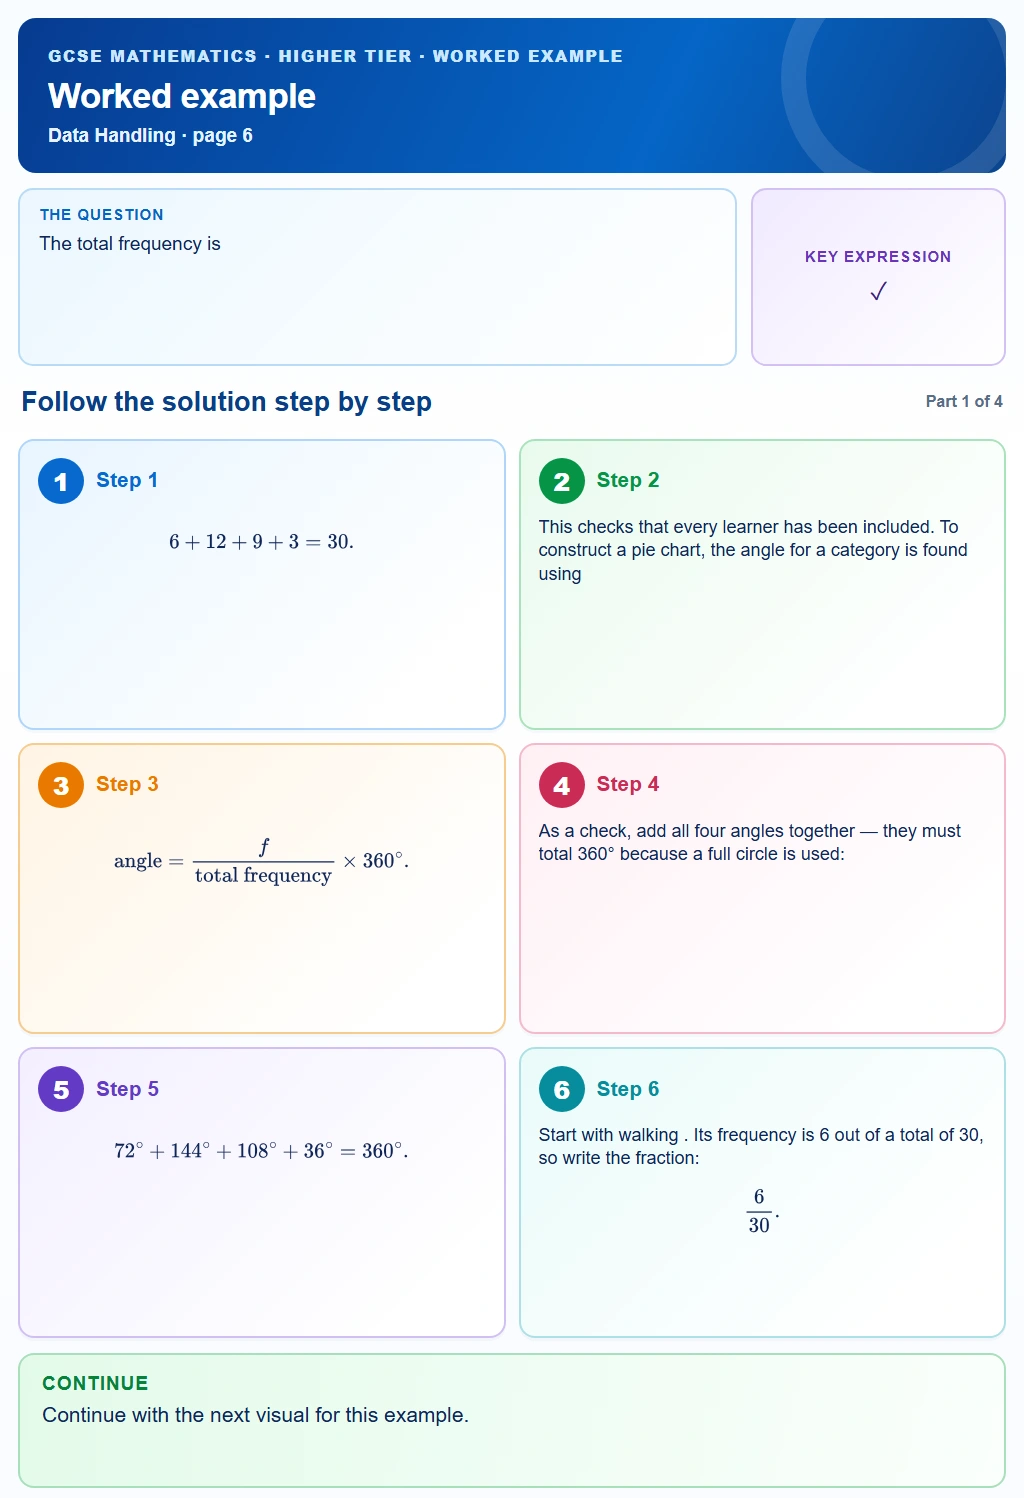 GCSE MATHEMATICS · HIGHER TIER · WORKED EXAMPLE
Worked example
Data Handling · page 6
THE QUESTION
The total frequency is
KEY EXPRESSION
✓
Follow the solution step by step
Part 1 of 4
1 Step 1
6 + 12 + 9 + 3 = 30.
2 Step 2
This checks that every learner has been included. To
construct a pie chart, the angle for a category is found
using
3 Step 3
angle = f / total frequency × 360°.
4 Step 4
As a check, add all four angles together — they must
total 360° because a full circle is used:
5 Step 5
72° + 144° + 108° + 36° = 360°.
6 Step 6
Start with walking . Its frequency is 6 out of a total of 30,
so write the fraction:
6/30.
CONTINUE
Continue with the next visual for this example.